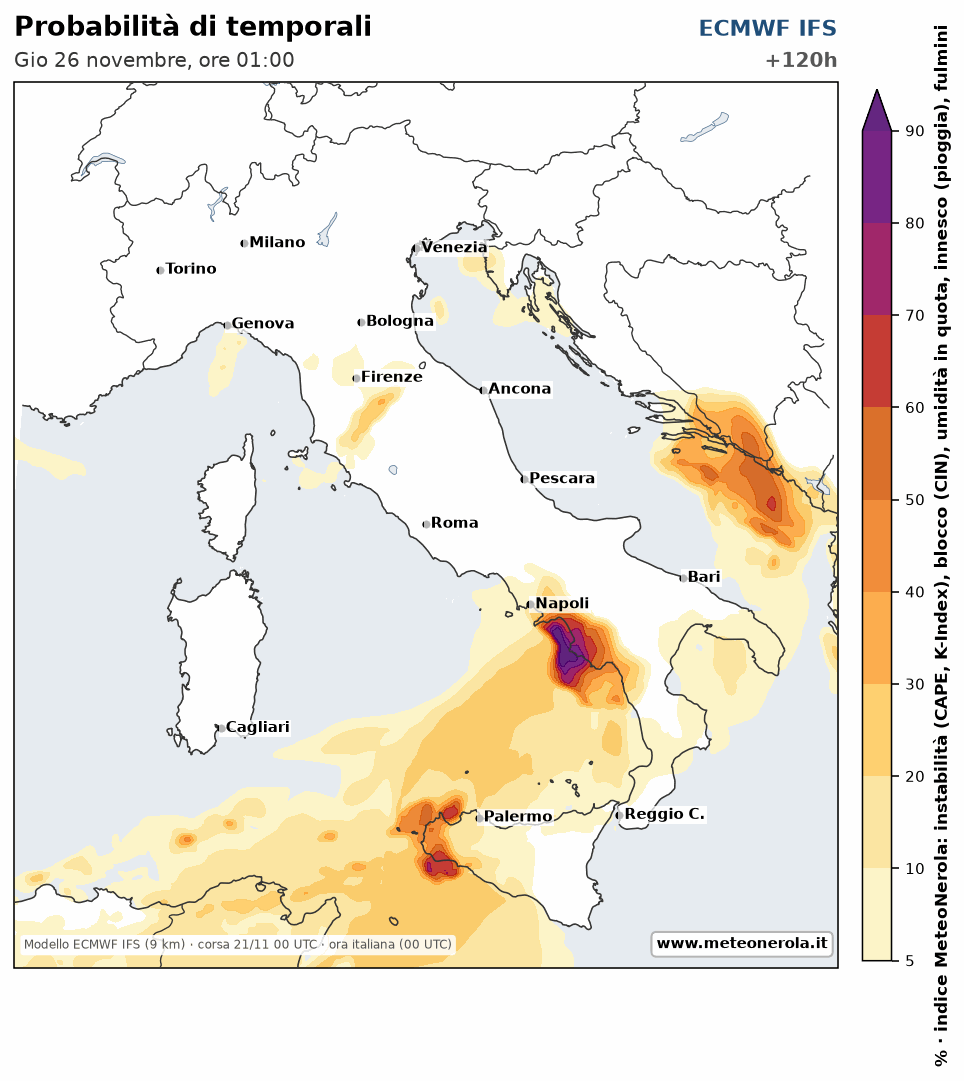 Probabilità di temporali
ECMWF IFS
Gio 26 novembre, ore 01:00
+120h
Milano
Venezia
Torino
Genova
Bologna
Firenze
Ancona
Pescara
Roma
Bari
Napoli
Cagliari
Palermo
Reggio C.
Modello ECMWF IFS (9 km) · corsa 21/11 00 UTC · ora italiana (00 UTC)
www.meteonerola.it
90
80
70
60
50
40
30
20
10
5
% · indice MeteoNerola: instabilità (CAPE, K-Index), blocco (CIN), umidità in quota, innesco (pioggia), fulmini